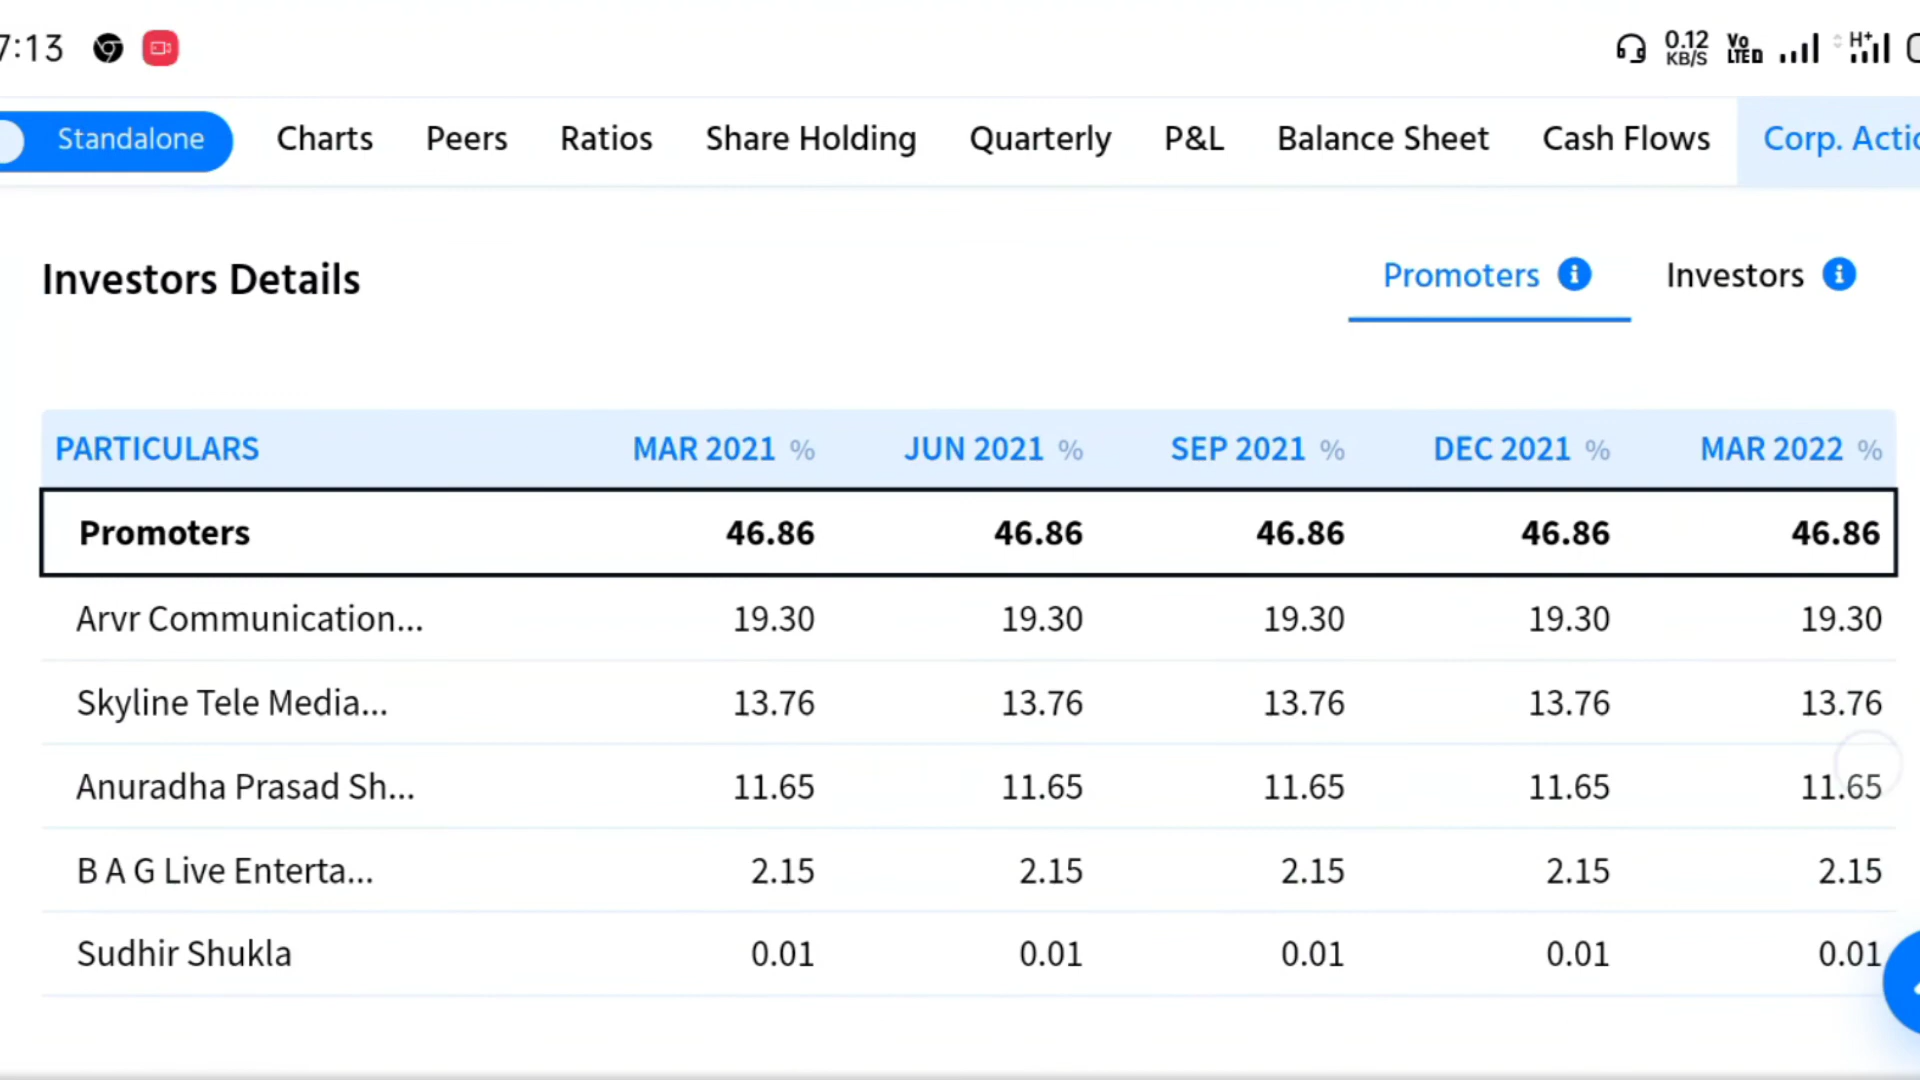 7:13 0.12 KB/S Vo LTED H+
Standalone Charts Peers Ratios Share Holding Quarterly P&L Balance Sheet Cash Flows Corp. Actio
Investors Details Promoters Investors
PARTICULARS MAR 2021 % JUN 2021 % SEP 2021 % DEC 2021 % MAR 2022 %
Promoters 46.86 46.86 46.86 46.86 46.86
Arvr Communication... 19.30 19.30 19.30 19.30 19.30
Skyline Tele Media... 13.76 13.76 13.76 13.76 13.76
Anuradha Prasad Sh... 11.65 11.65 11.65 11.65 11.65
B A G Live Enterta... 2.15 2.15 2.15 2.15 2.15
Sudhir Shukla 0.01 0.01 0.01 0.01 0.01